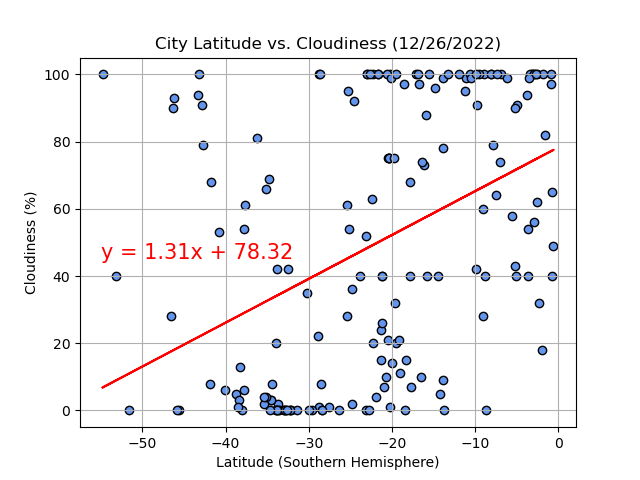 City Latitude vs. Cloudiness (12/26/2022)
100
80
60
40
20
0
Cloudiness (%)
y = 1.31x + 78.32
−50 −40 −30 −20 −10 0
Latitude (Southern Hemisphere)